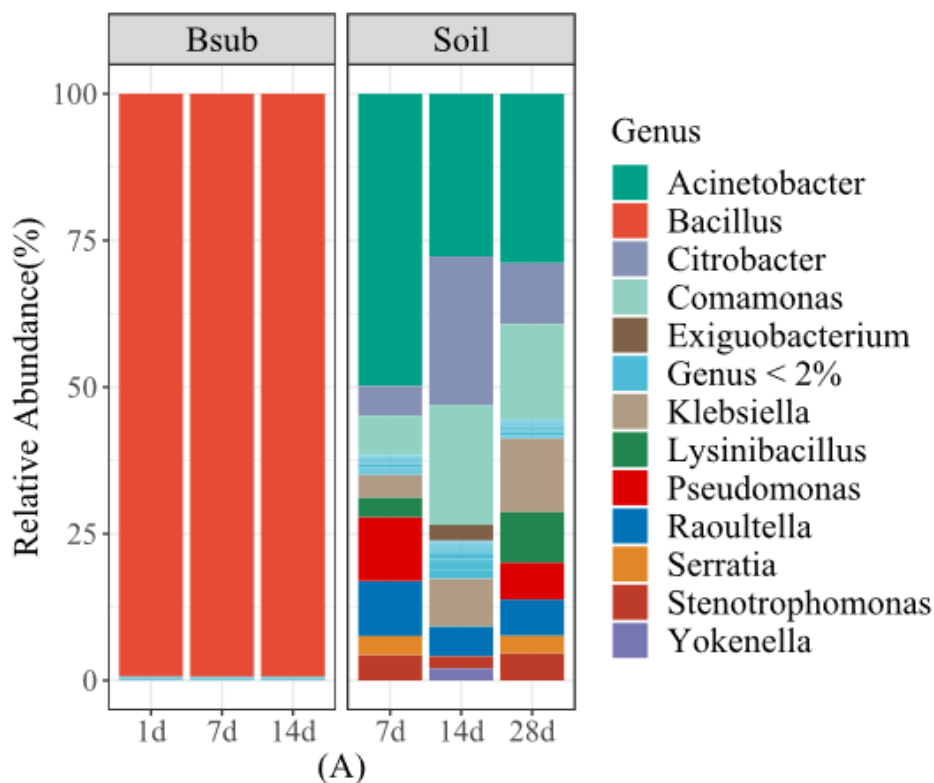 Bsub
Soil
Relative Abundance(%)
100
75
50
25
0
1d
7d
14d
7d
14d
28d
(A)
Genus
Acinetobacter
Bacillus
Citrobacter
Comamonas
Exiguobacterium
Genus < 2%
Klebsiella
Lysinibacillus
Pseudomonas
Raoultella
Serratia
Stenotrophomonas
Yokenella